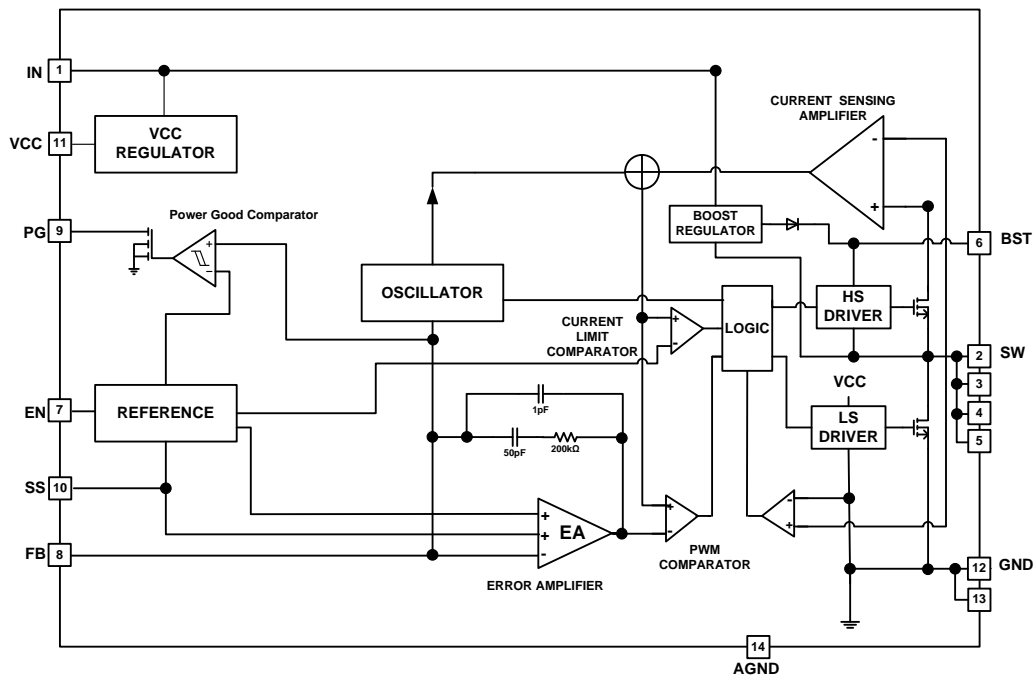 IN
1
VCC
11
VCC
REGULATOR
CURRENT SENSING
AMPLIFIER
-
+
PG
9
Power Good Comparator
+
-
BOOST
REGULATOR
6
BST
OSCILLATOR
HS
DRIVER
LOGIC
CURRENT
LIMIT
COMPARATOR
+
-
2
SW
3
4
5
EN
7
REFERENCE
1pF
50pF
200kΩ
VCC
LS
DRIVER
SS
10
FB
8
+
+
-
EA
ERROR AMPLIFIER
+
-
PWM
COMPARATOR
-
+
12
GND
13
14
AGND